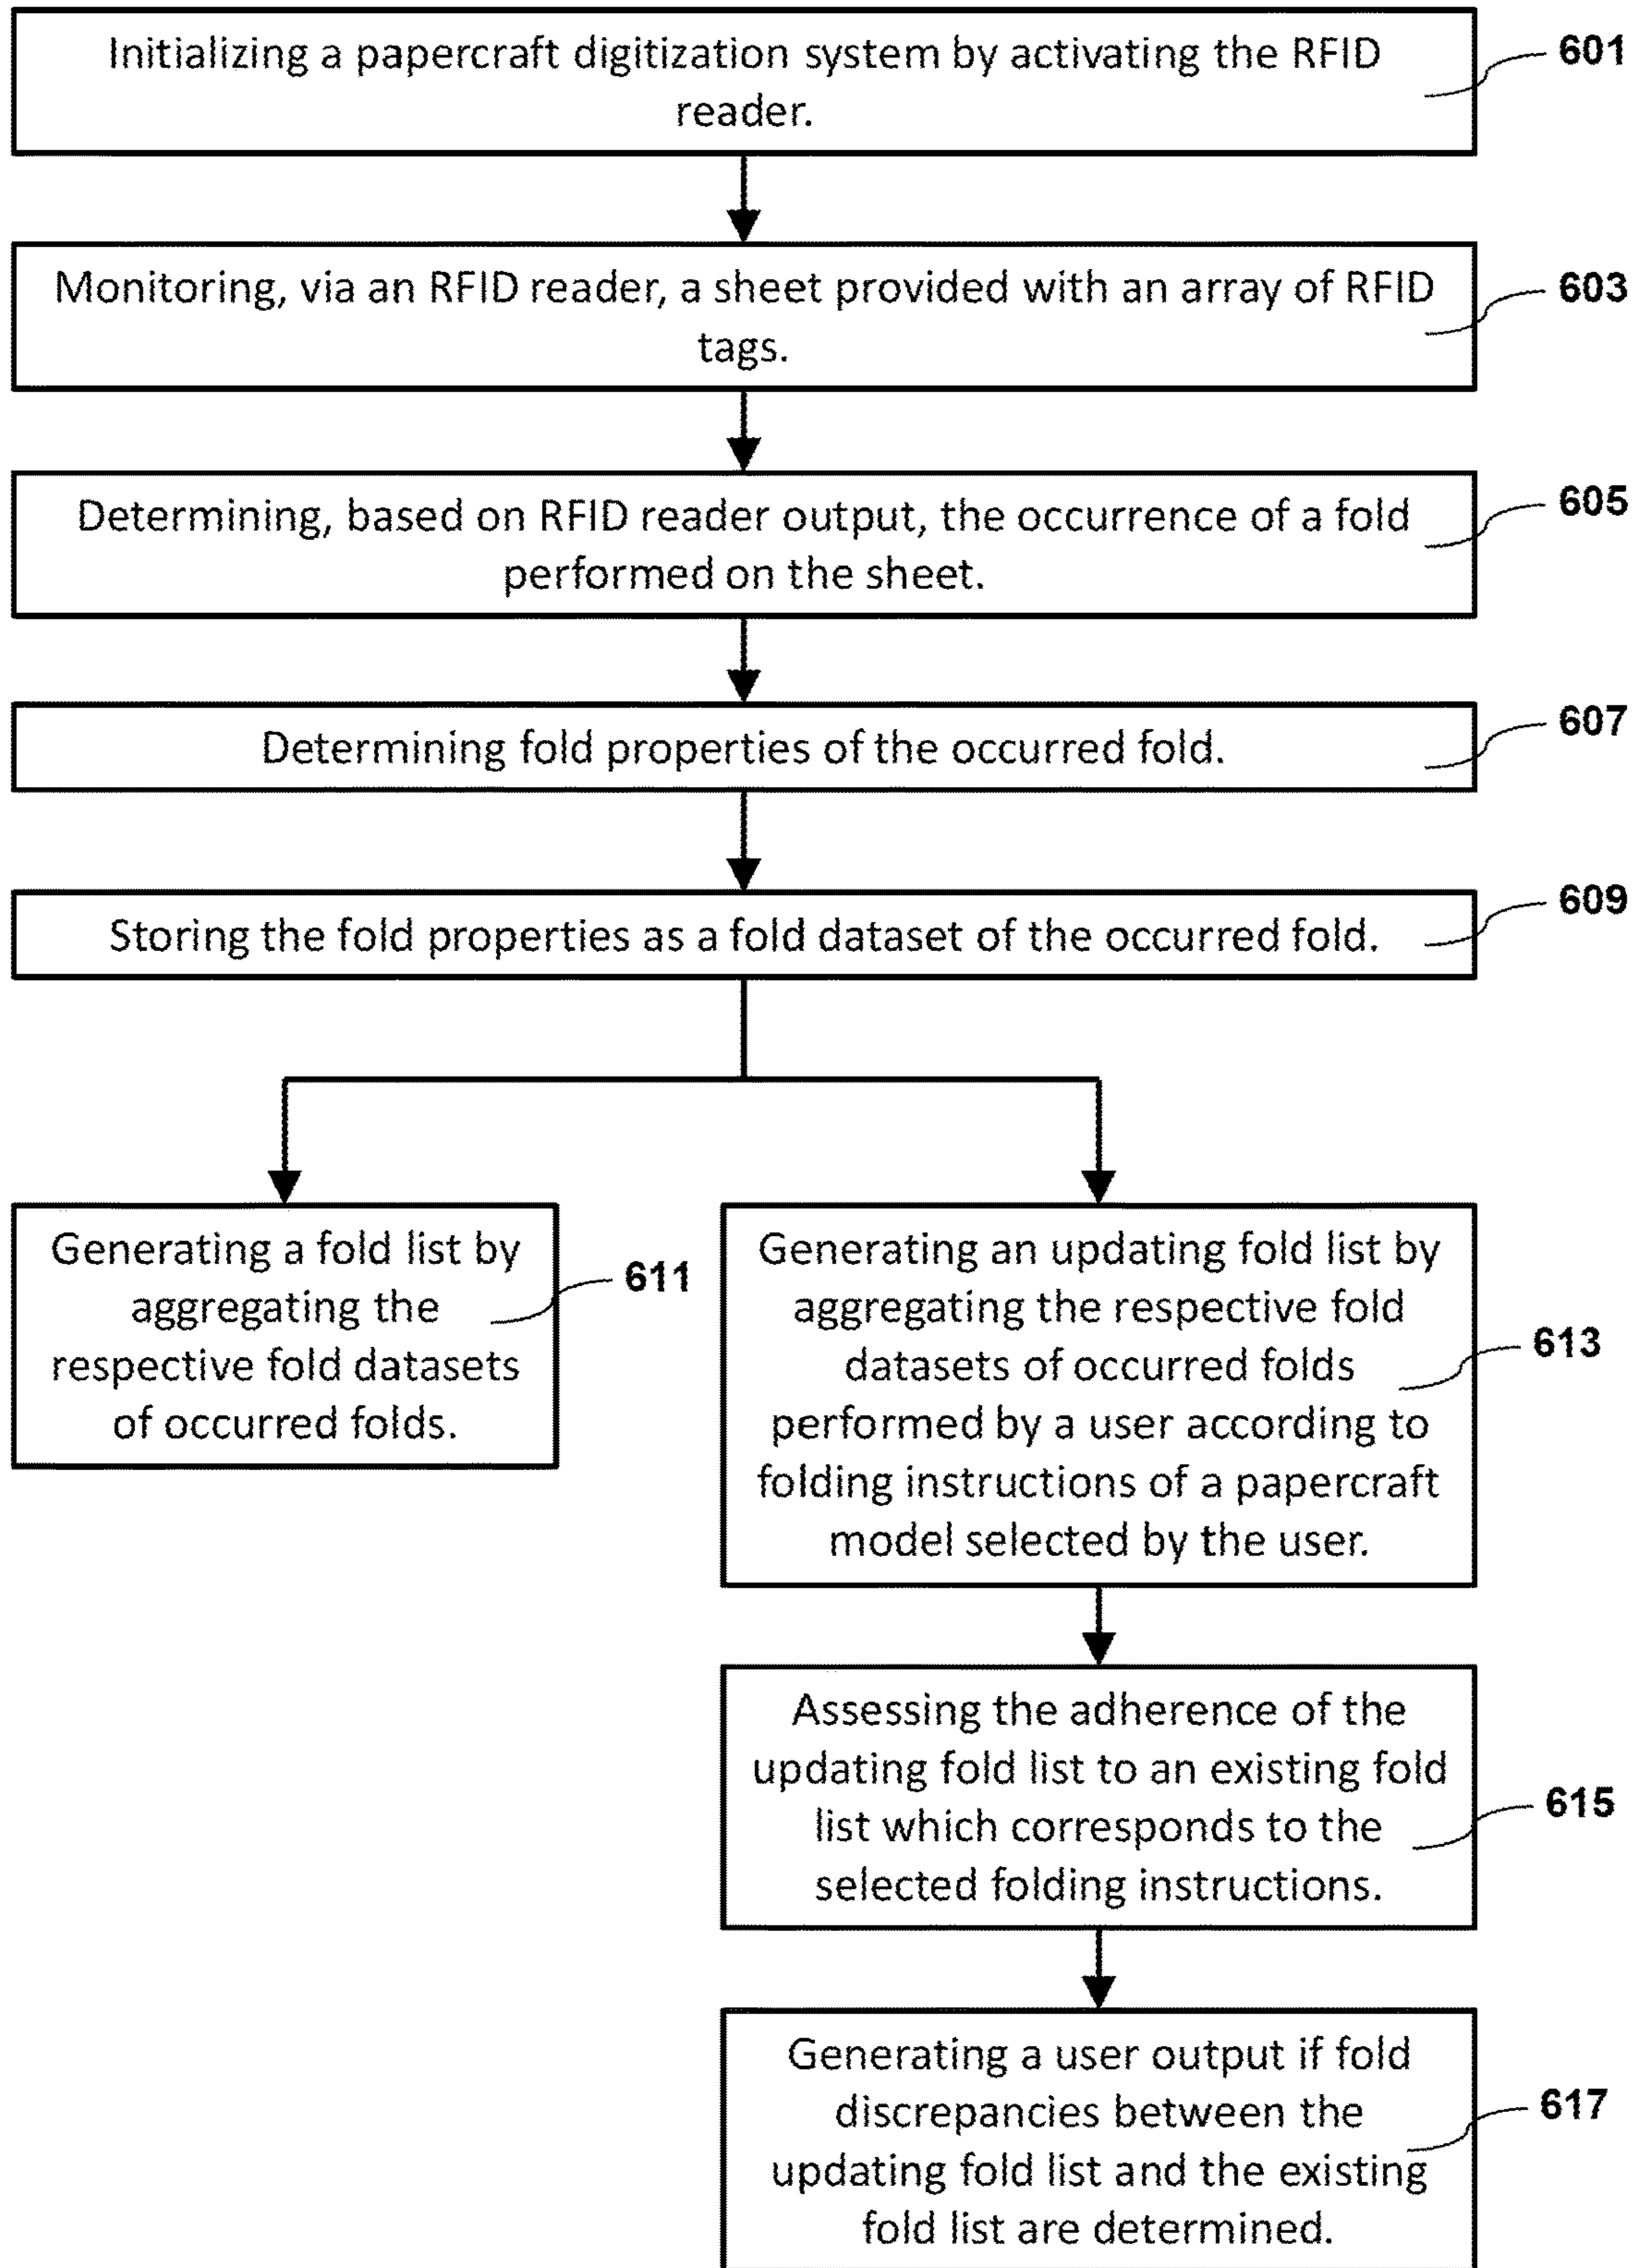 Initializing a papercraft digitization system by activating the RFID
reader.
601
Monitoring, via an RFID reader, a sheet provided with an array of RFID
tags.
603
Determining, based on RFID reader output, the occurrence of a fold
performed on the sheet.
605
Determining fold properties of the occurred fold.
607
Storing the fold properties as a fold dataset of the occurred fold.
609
Generating a fold list by
aggregating the
respective fold datasets
of occurred folds.
611
Generating an updating fold list by
aggregating the respective fold
datasets of occurred folds
performed by a user according to
folding instructions of a papercraft
model selected by the user.
613
Assessing the adherence of the
updating fold list to an existing fold
list which corresponds to the
selected folding instructions.
615
Generating a user output if fold
discrepancies between the
updating fold list and the existing
fold list are determined.
617